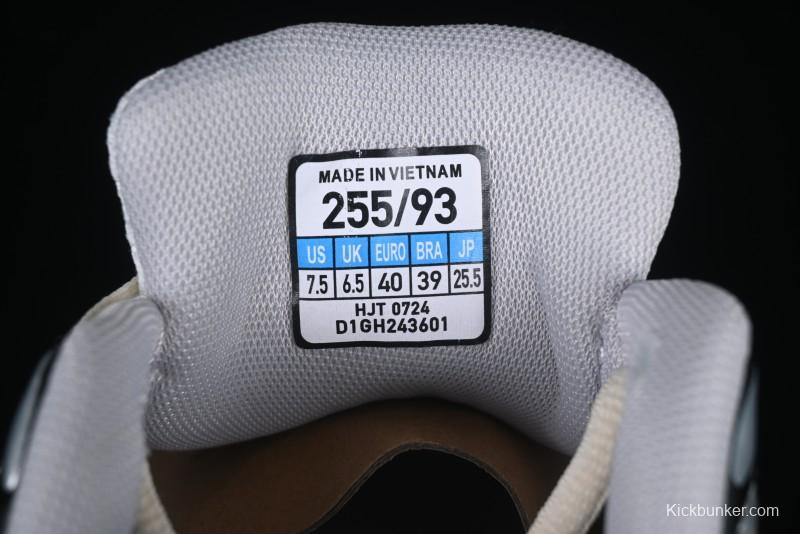 MADE IN VIETNAM
255/93
US UK EURO BRA JP
7.5 6.5 40 39 25.5
HJT 0724
D1GH243601
Kickbunker.com